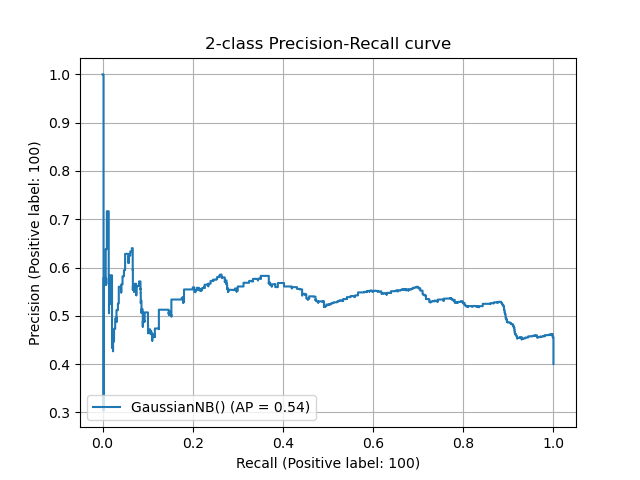 2-class Precision-Recall curve
1.0
0.9
0.8
0.7
0.6
0.5
0.4
0.3
Precision (Positive label: 100)
GaussianNB() (AP = 0.54)
0.0 0.2 0.4 0.6 0.8 1.0
Recall (Positive label: 100)